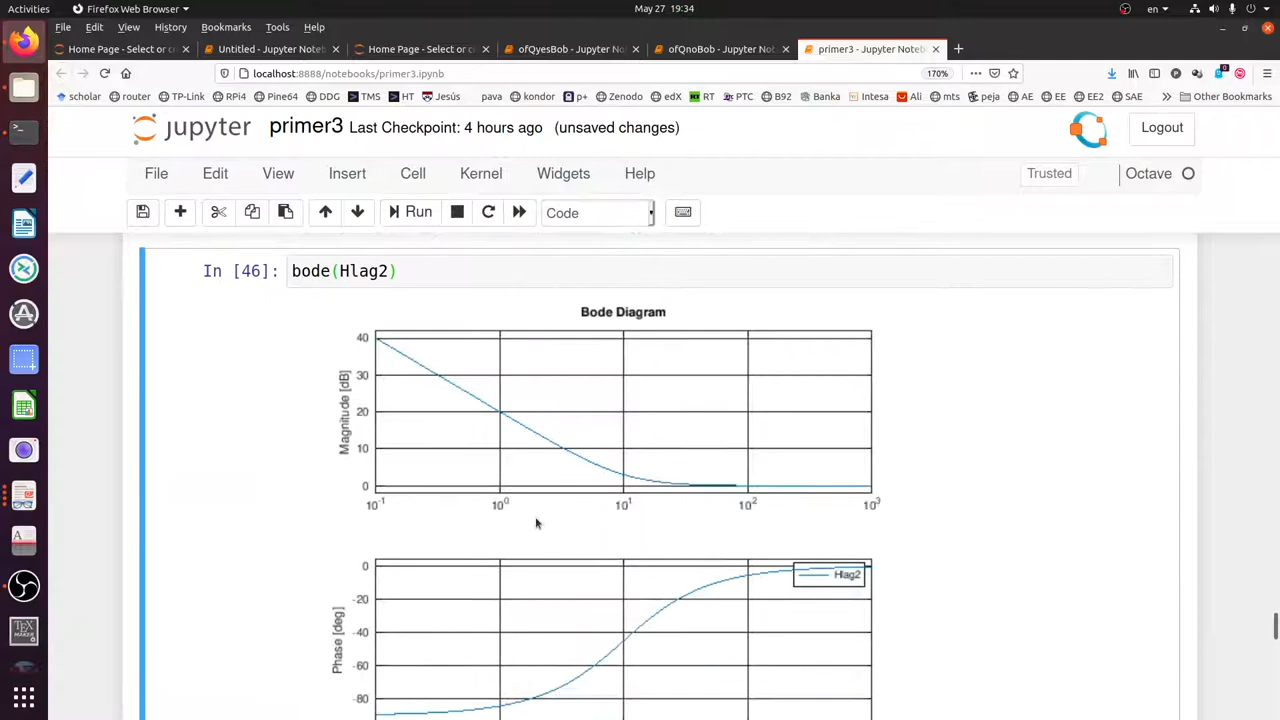 Activities
Firefox Web Browser
May 27 19:34
en
File Edit View History Bookmarks Tools Help
Home Page - Select or c
Untitled - Jupyter Noteb
Home Page - Select or c
ofQyesBob - Jupyter Note
ofQnoBob - Jupyter Note
primer3 - Jupyter Noteb
localhost:8888/notebooks/primer3.ipynb
170%
scholar router TP-Link RPi4 Pine64 DDG TMS HT Jesús pava kondor p+ Zenodo edX RT PTC B92 Banka Intesa Ali mts peja AE EE EE2 SAE Other Bookmarks
jupyter primer3 Last Checkpoint: 4 hours ago (unsaved changes)
Logout
File Edit View Insert Cell Kernel Widgets Help
Trusted
Octave
Run
Code
In [46]: bode(Hlag2)
Bode Diagram
Magnitude [dB]
40
30
20
10
0
10-1 100 101 102 103
Phase [deg]
0
-20
-40
-60
-80
Hlag2
TEX
MAKER